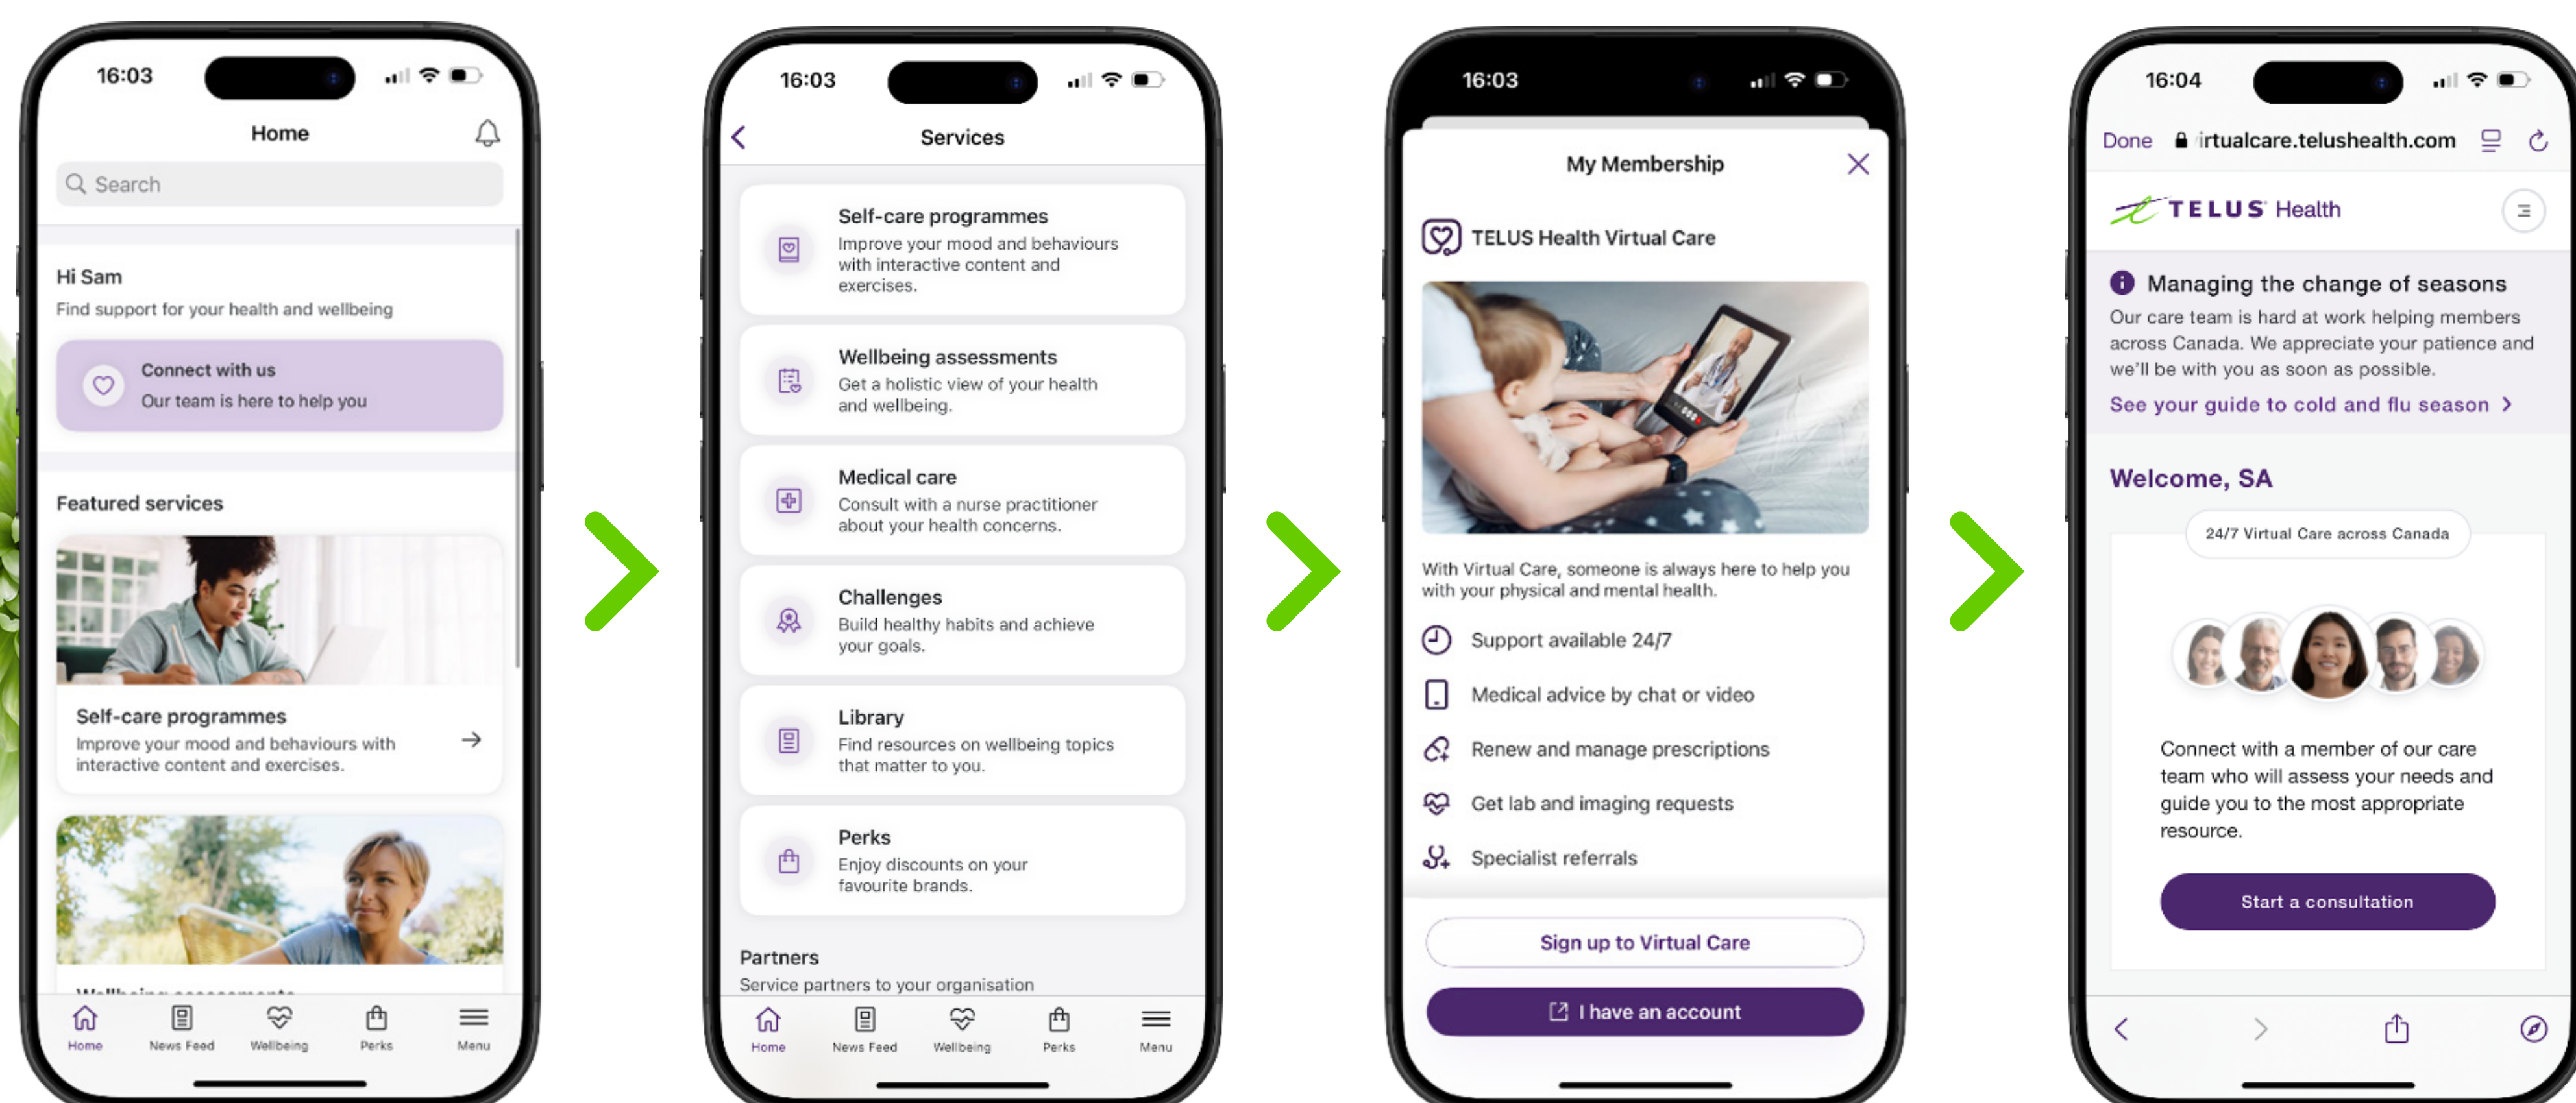 16:03
Home
Search
Hi Sam
Find support for your health and wellbeing
Connect with us
Our team is here to help you
Featured services
Self-care programmes
Improve your mood and behaviours with
interactive content and exercises.
Wellbeing assessments
Home
News Feed
Wellbeing
Perks
Menu
16:03
Services
Self-care programmes
Improve your mood and behaviours
with interactive content and
exercises.
Wellbeing assessments
Get a holistic view of your health
and wellbeing.
Medical care
Consult with a nurse practitioner
about your health concerns.
Challenges
Build healthy habits and achieve
your goals.
Library
Find resources on wellbeing topics
that matter to you.
Perks
Enjoy discounts on your
favourite brands.
Partners
Service partners to your organisation
Home
News Feed
Wellbeing
Perks
Menu
16:03
My Membership
TELUS Health Virtual Care
With Virtual Care, someone is always here to help you
with your physical and mental health.
Support available 24/7
Medical advice by chat or video
Renew and manage prescriptions
Get lab and imaging requests
Specialist referrals
Sign up to Virtual Care
I have an account
16:04
Done
irtualcare.telushealth.com
TELUS Health
Managing the change of seasons
Our care team is hard at work helping members
across Canada. We appreciate your patience and
we'll be with you as soon as possible.
See your guide to cold and flu season
Welcome, SA
24/7 Virtual Care across Canada
Connect with a member of our care
team who will assess your needs and
guide you to the most appropriate
resource.
Start a consultation